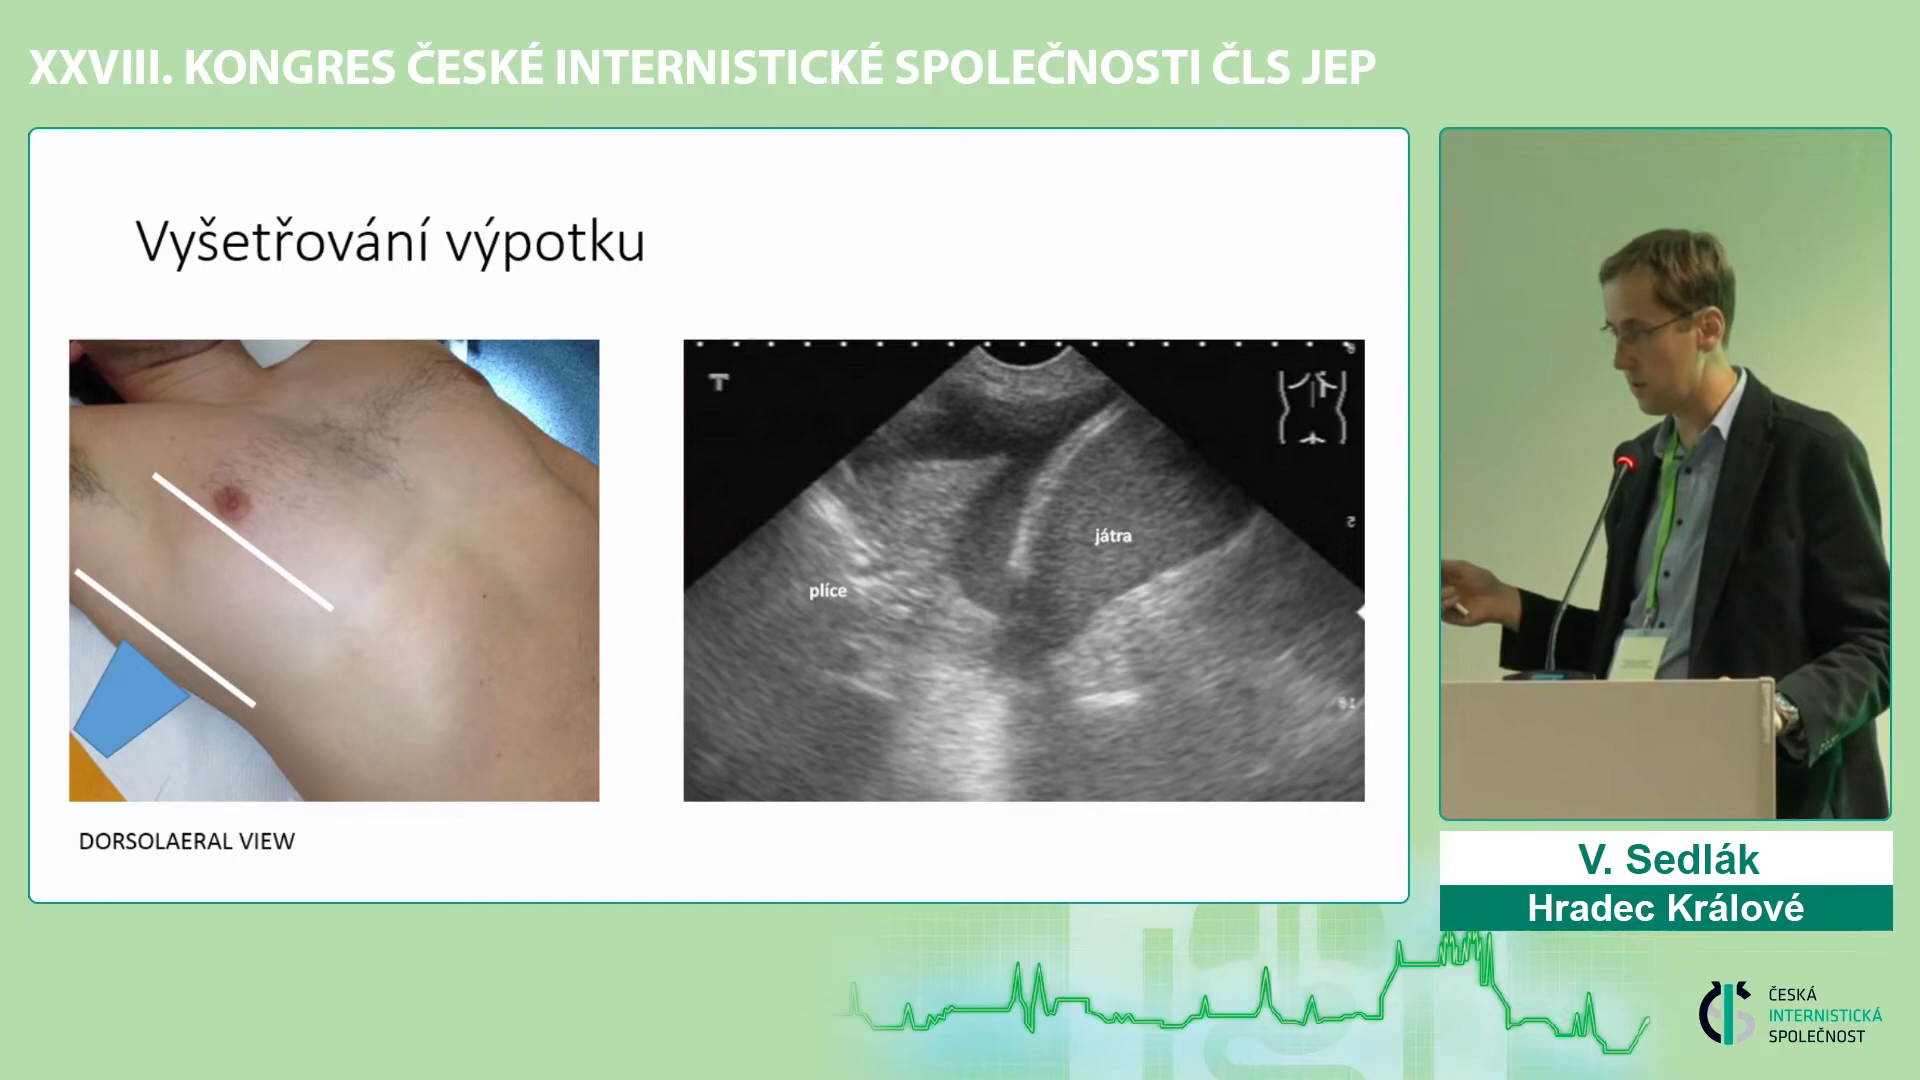 XXVIII. KONGRES ČESKÉ INTERNISTICKÉ SPOLEČNOSTI ČLS JEP
Vyšetřování výpotku
T
játra
plíce
DORSOLAERAL VIEW
V. Sedlák
Hradec Králové
ČESKÁ
INTERNISTICKÁ
SPOLEČNOST